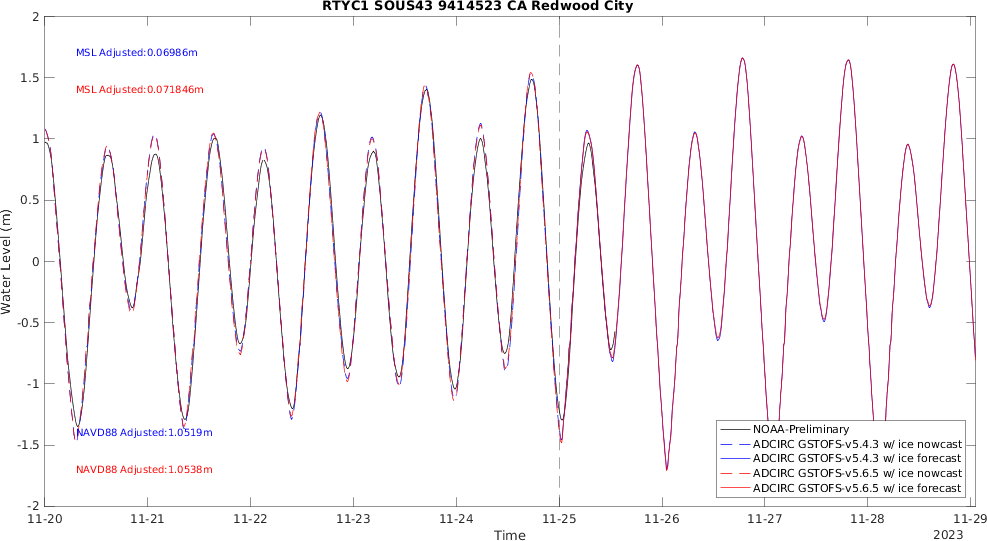 RTYC1 SOUS43 9414523 CA Redwood City
2
1.5
1
0.5
0
-0.5
-1
-1.5
-2
Water Level (m)
MSL Adjusted:0.06986m
MSL Adjusted:0.071846m
NAVD88 Adjusted:1.0519m
NAVD88 Adjusted:1.0538m
NOAA-Preliminary
ADCIRC GSTOFS-v5.4.3 w/ ice nowcast
ADCIRC GSTOFS-v5.4.3 w/ ice forecast
ADCIRC GSTOFS-v5.6.5 w/ ice nowcast
ADCIRC GSTOFS-v5.6.5 w/ ice forecast
11-20 11-21 11-22 11-23 11-24 11-25 11-26 11-27 11-28 11-29
Time
2023